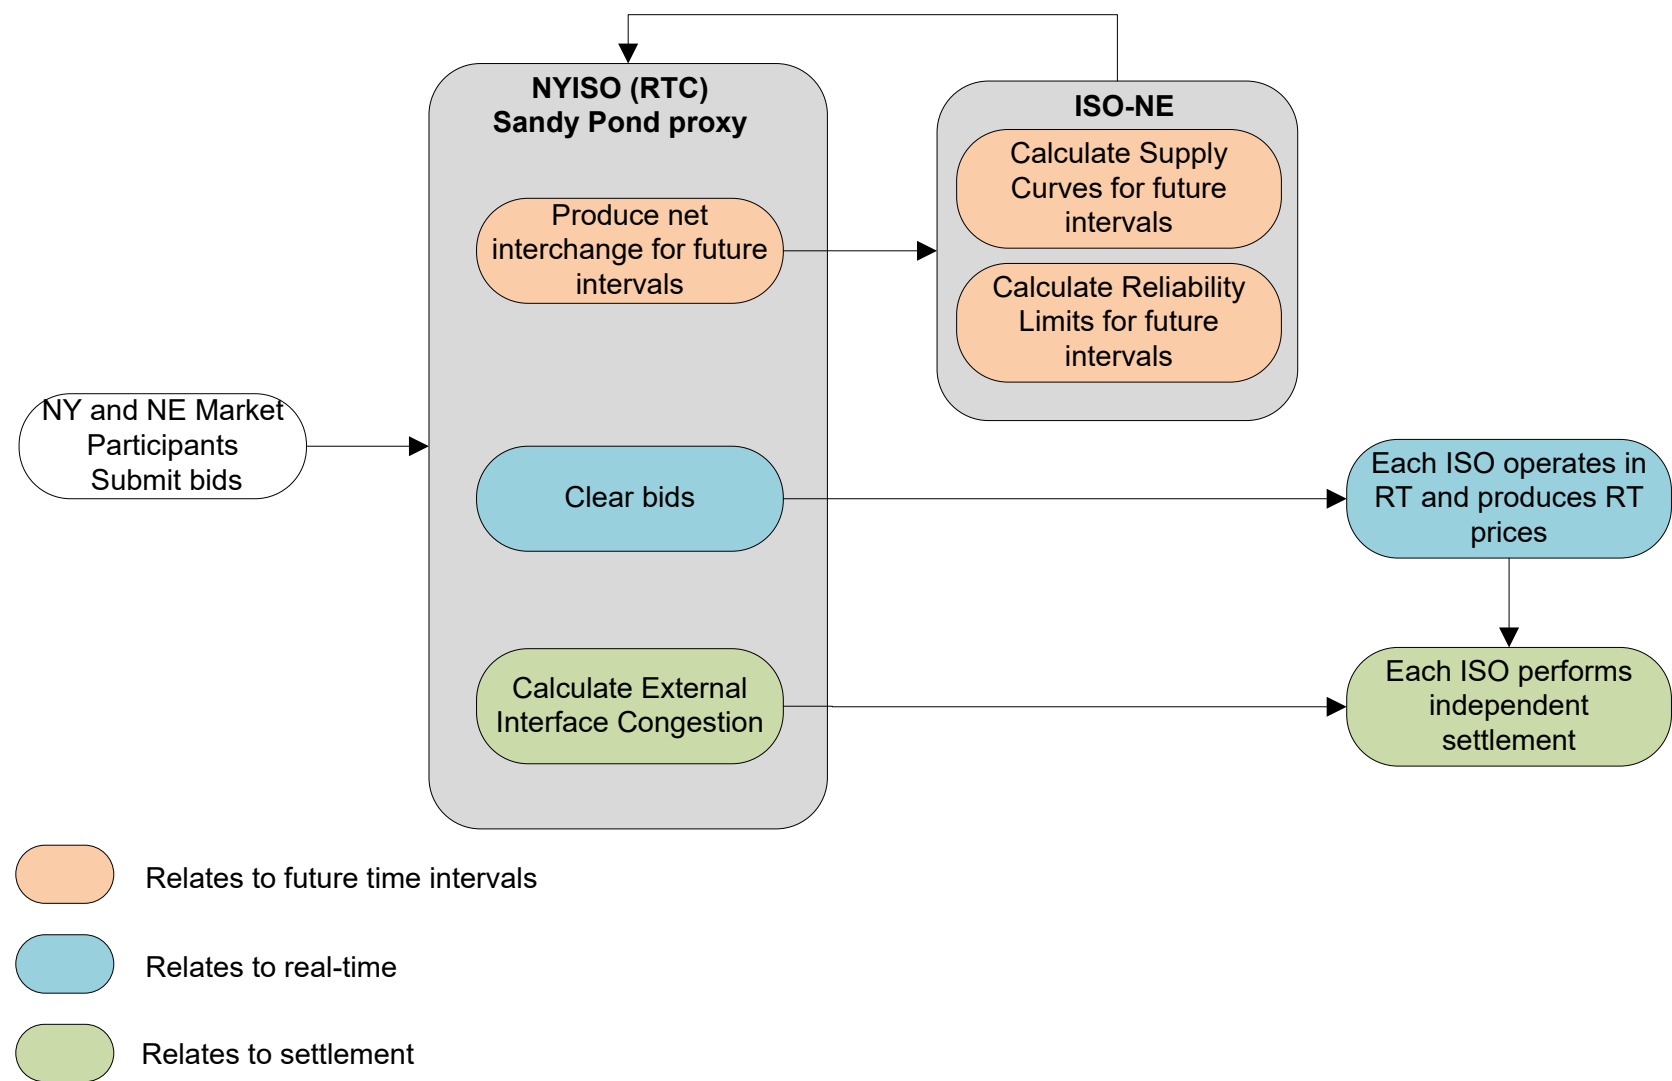 NYISO (RTC)
Sandy Pond proxy
ISO-NE
Calculate Supply
Curves for future
intervals
Produce net
interchange for future
intervals
Calculate Reliability
Limits for future
intervals
NY and NE Market
Participants
Submit bids
Clear bids
Each ISO operates in
RT and produces RT
prices
Calculate External
Interface Congestion
Each ISO performs
independent
settlement
Relates to future time intervals
Relates to real-time
Relates to settlement